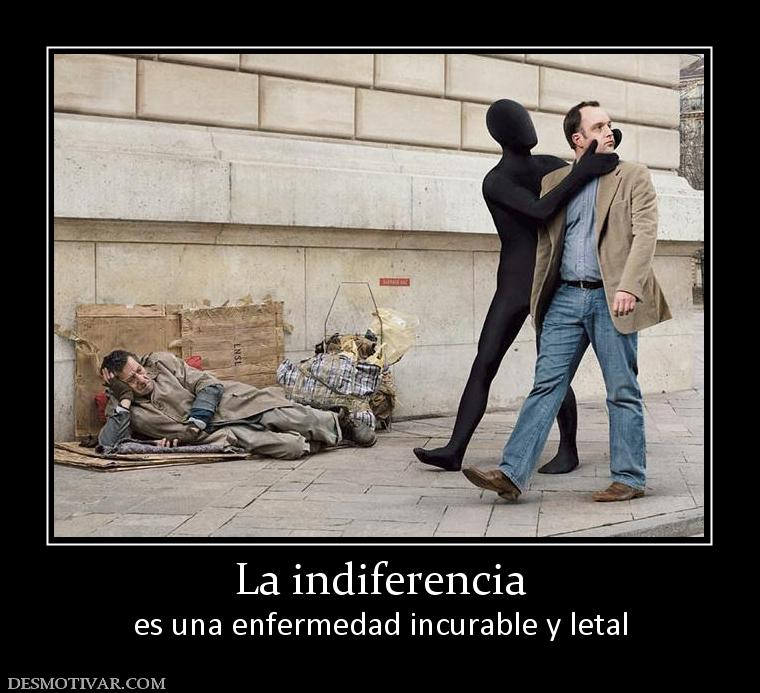 La indiferencia
es una enfermedad incurable y letal
DESMOTIVAR.COM